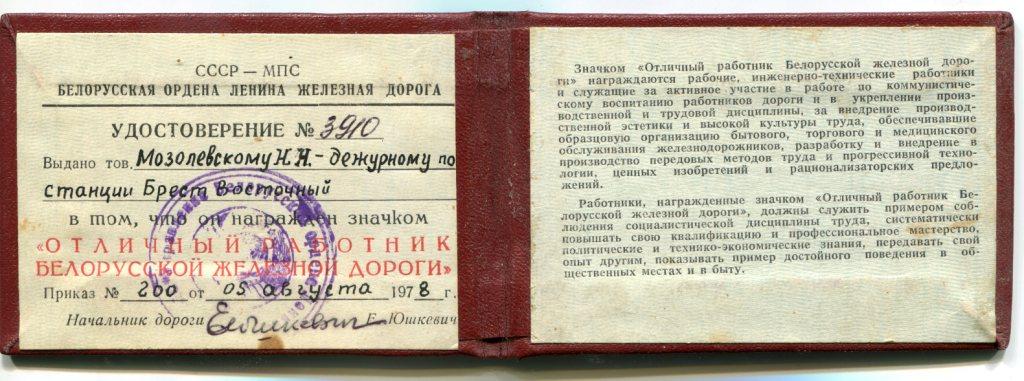 СССР — МПС
БЕЛОРУССКАЯ ОРДЕНА ЛЕНИНА ЖЕЛЕЗНАЯ ДОРОГА
УДОСТОВЕРЕНИЕ № 3910
Выдано тов. Мозолевскому Н.Н. - дежурному по
станции Брест Восточный
в том, что он награжден значком
«ОТЛИЧНЫЙ РАБОТНИК
БЕЛОРУССКОЙ ЖЕЛЕЗНОЙ ДОРОГИ»
Приказ № 200 от 05 августа 1978 г.
Начальник дороги Е. Юшкевич
Значком «Отличный работник Белорусской железной доро-
ги» награждаются рабочие, инженерно-технические работники
и служащие за активное участие в работе по коммунистиче-
скому воспитанию работников дороги и в укреплении произ-
водственной и трудовой дисциплины, за внедрение производ-
ственной эстетики и высокой культуры труда, обеспечившие
образцовую организацию бытового, торгового и медицинского
обслуживания железнодорожников, разработку и внедрение в
производство передовых методов труда и прогрессивной техно-
логии, ценных изобретений и рационализаторских предло-
жений.
Работники, награжденные значком «Отличный работник Бе-
лорусской железной дороги», должны служить примером соб-
людения социалистической дисциплины труда, систематически
повышать свою квалификацию и профессиональное мастерство,
политические и технико-экономические знания, передавать свой
опыт другим, показывать пример достойного поведения в об-
щественных местах и в быту.